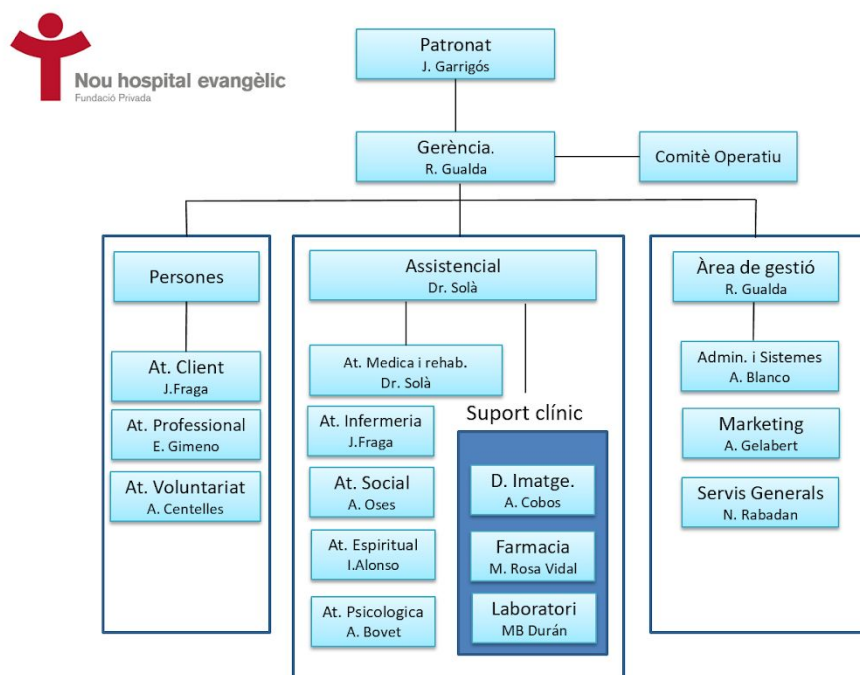 Nou hospital evangèlic
Fundació Privada
Patronat
J. Garrigós
Gerència.
R. Gualda
Comitè Operatiu
Persones
At. Client
J.Fraga
At. Professional
E. Gimeno
At. Voluntariat
A. Centelles
Assistencial
Dr. Solà
At. Medica i rehab.
Dr. Solà
At. Infermeria
J.Fraga
At. Social
A. Oses
At. Espiritual
I.Alonso
At. Psicologica
A. Bovet
Suport clínic
D. Imatge.
A. Cobos
Farmacia
M. Rosa Vidal
Laboratori
MB Durán
Àrea de gestió
R. Gualda
Admin. i Sistemes
A. Blanco
Marketing
A. Gelabert
Servis Generals
N. Rabadan